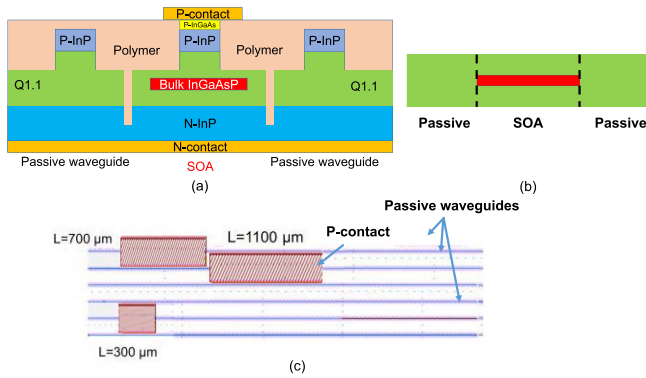 P-contact
P-InGaAs
P-InP
P-InP
P-InP
Polymer
Polymer
Q1.1
Bulk InGaAsP
Q1.1
N-InP
N-contact
Passive waveguide
SOA
Passive waveguide
(a)
Passive
SOA
Passive
(b)
Passive waveguides
L=700 μm
L=1100 μm
P-contact
L=300 μm
(c)